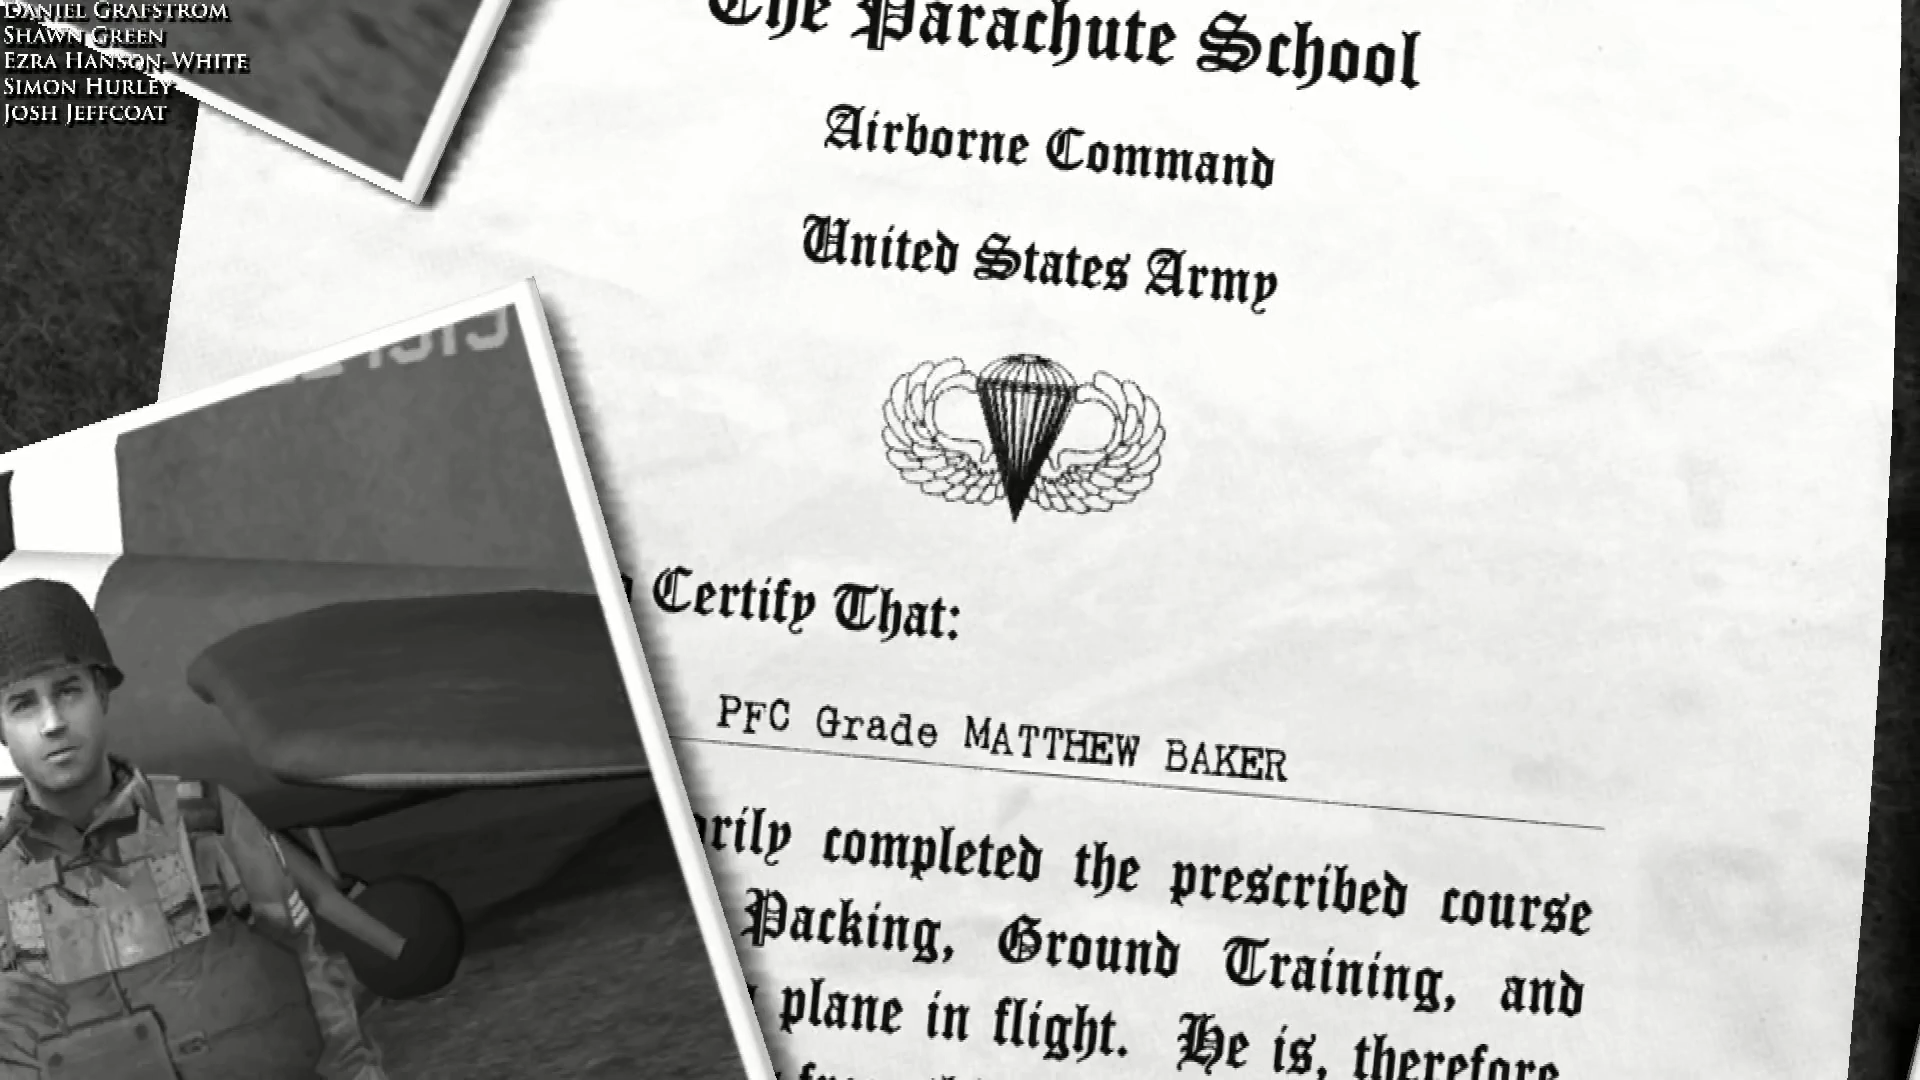 DANIEL GRAFSTROM
SHAWN GREEN
EZRA HANSON-WHITE
SIMON HURLEY
JOSH JEFFCOAT
The Parachute School
Airborne Command
United States Army
Certify That:
PFC Grade MATTHEW BAKER
completed the prescribed course
Packing, Ground Training, and
plane in flight. He is, therefore,